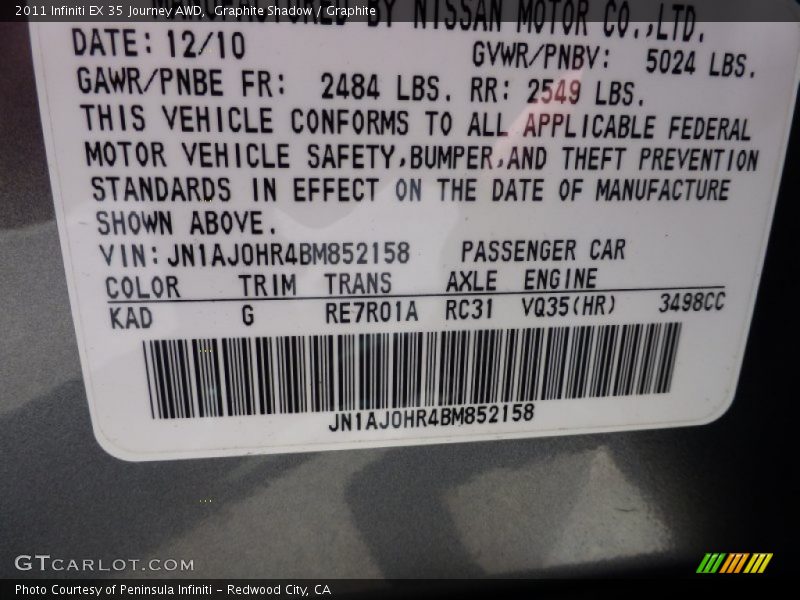 2011 Infiniti EX 35 Journey AWD, Graphite Shadow / Graphite
BY NISSAN MOTOR CO.,LTD.
DATE: 12/10 GVWR/PNBV: 5024 LBS.
GAWR/PNBE FR: 2484 LBS. RR: 2549 LBS.
THIS VEHICLE CONFORMS TO ALL APPLICABLE FEDERAL
MOTOR VEHICLE SAFETY,BUMPER,AND THEFT PREVENTION
STANDARDS IN EFFECT ON THE DATE OF MANUFACTURE
SHOWN ABOVE.
VIN: JN1AJ0HR4BM852158 PASSENGER CAR
COLOR TRIM TRANS AXLE ENGINE
KAD G RE7R01A RC31 VQ35(HR) 3498CC
JN1AJ0HR4BM852158
GTCARLOT.COM
Photo Courtesy of Peninsula Infiniti - Redwood City, CA